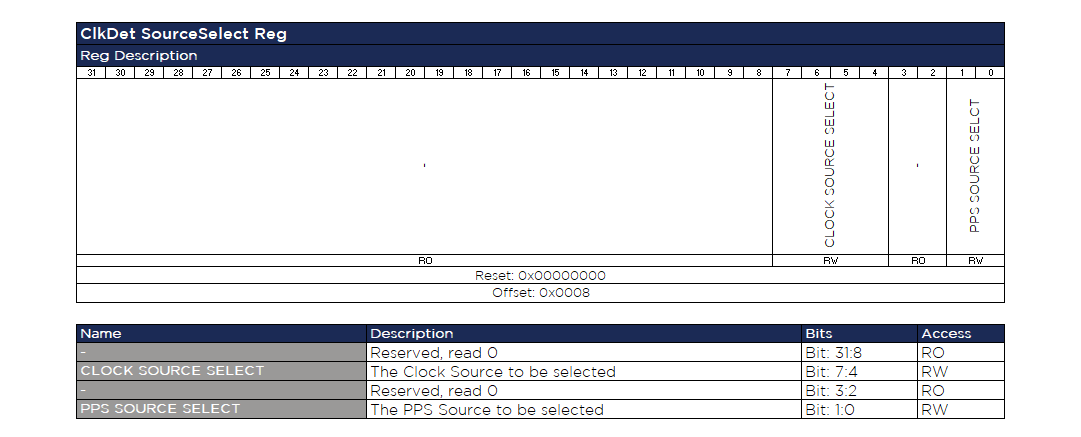 ClkDet SourceSelect Reg
Reg Description
31 30 29 28 27 26 25 24 23 22 21 20 19 18 17 16 15 14 13 12 11 10 9 8 7 6 5 4 3 2 1 0
-
CLOCK SOURCE SELECT
-
PPS SOURCE SELCT
RO RW RO RW
Reset: 0x00000000
Offset: 0x0008
Name Description Bits Access
- Reserved, read 0 Bit: 31:8 RO
CLOCK SOURCE SELECT The Clock Source to be selected Bit: 7:4 RW
- Reserved, read 0 Bit: 3:2 RO
PPS SOURCE SELECT The PPS Source to be selected Bit: 1:0 RW